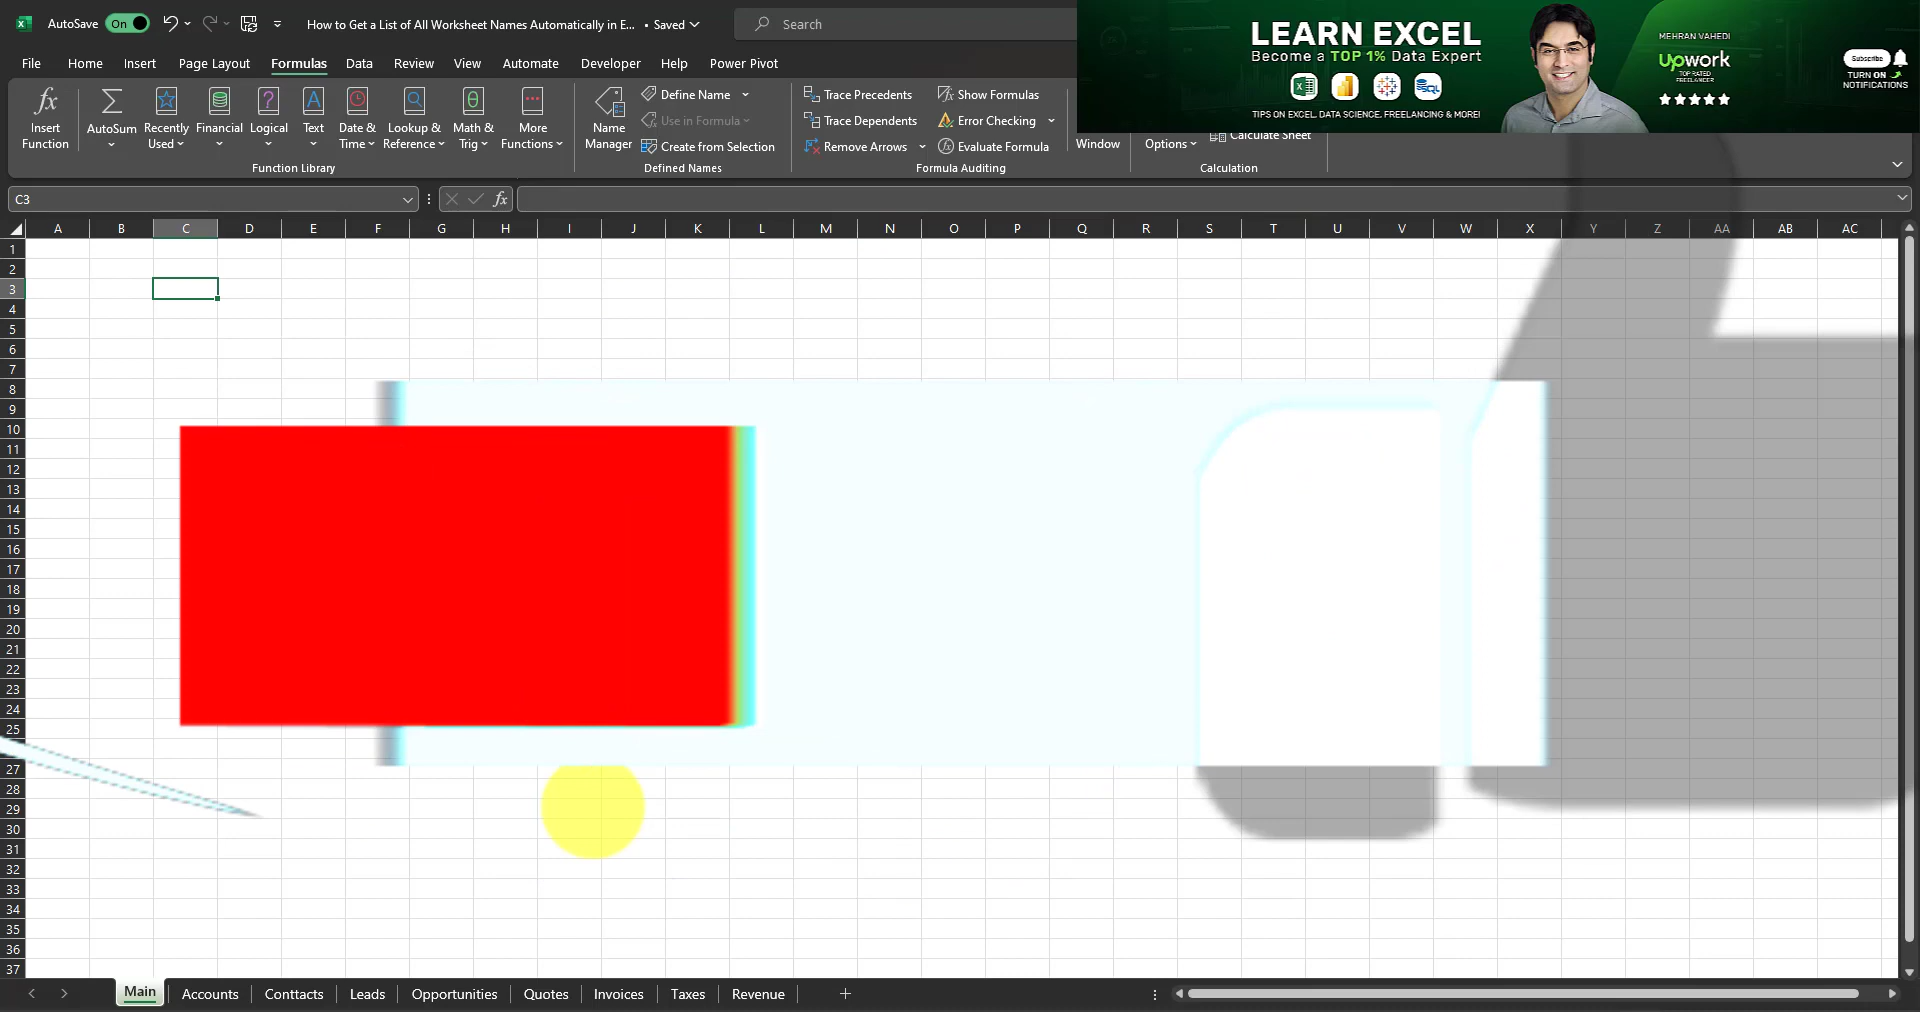 AutoSave On How to Get a List of All Worksheet Names Automatically in E... • Saved Search
LEARN EXCEL
Become a TOP 1% Data Expert
TIPS ON EXCEL, DATA SCIENCE, FREELANCING & MORE!
MEHRAN VAHEDI
Upwork
TOP RATED
FREELANCER
Subscribe
TURN ON
NOTIFICATIONS
File Home Insert Page Layout Formulas Data Review View Automate Developer Help Power Pivot
Insert Function
AutoSum
Recently Used
Financial
Logical
Text
Date & Time
Lookup & Reference
Math & Trig
More Functions
Function Library
Name Manager
Define Name
Use in Formula
Create from Selection
Defined Names
Trace Precedents
Trace Dependents
Remove Arrows
Show Formulas
Error Checking
Evaluate Formula
Formula Auditing
Window
Options
Calculate Sheet
Calculation
C3 fx
A B C D E F G H I J K L M N O P Q R S T U V W X Y Z AA AB AC
1
2
3
4
5
6
7
8
9
10
11
12
13
14
15
16
17
18
19
20
21
22
23
24
25
27
28
29
30
31
32
33
34
35
36
37
Main Accounts Conttacts Leads Opportunities Quotes Invoices Taxes Revenue